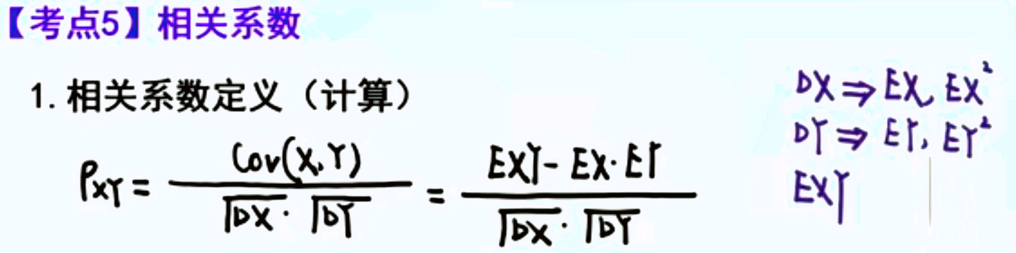 【考点5】相关系数
1. 相关系数定义（计算）
ρXY = Cov(X,Y) / √DX · √DY = EXY - EX·EY / √DX · √DY
DX ⇒ EX, EX²
DY ⇒ EY, EY²
EXY